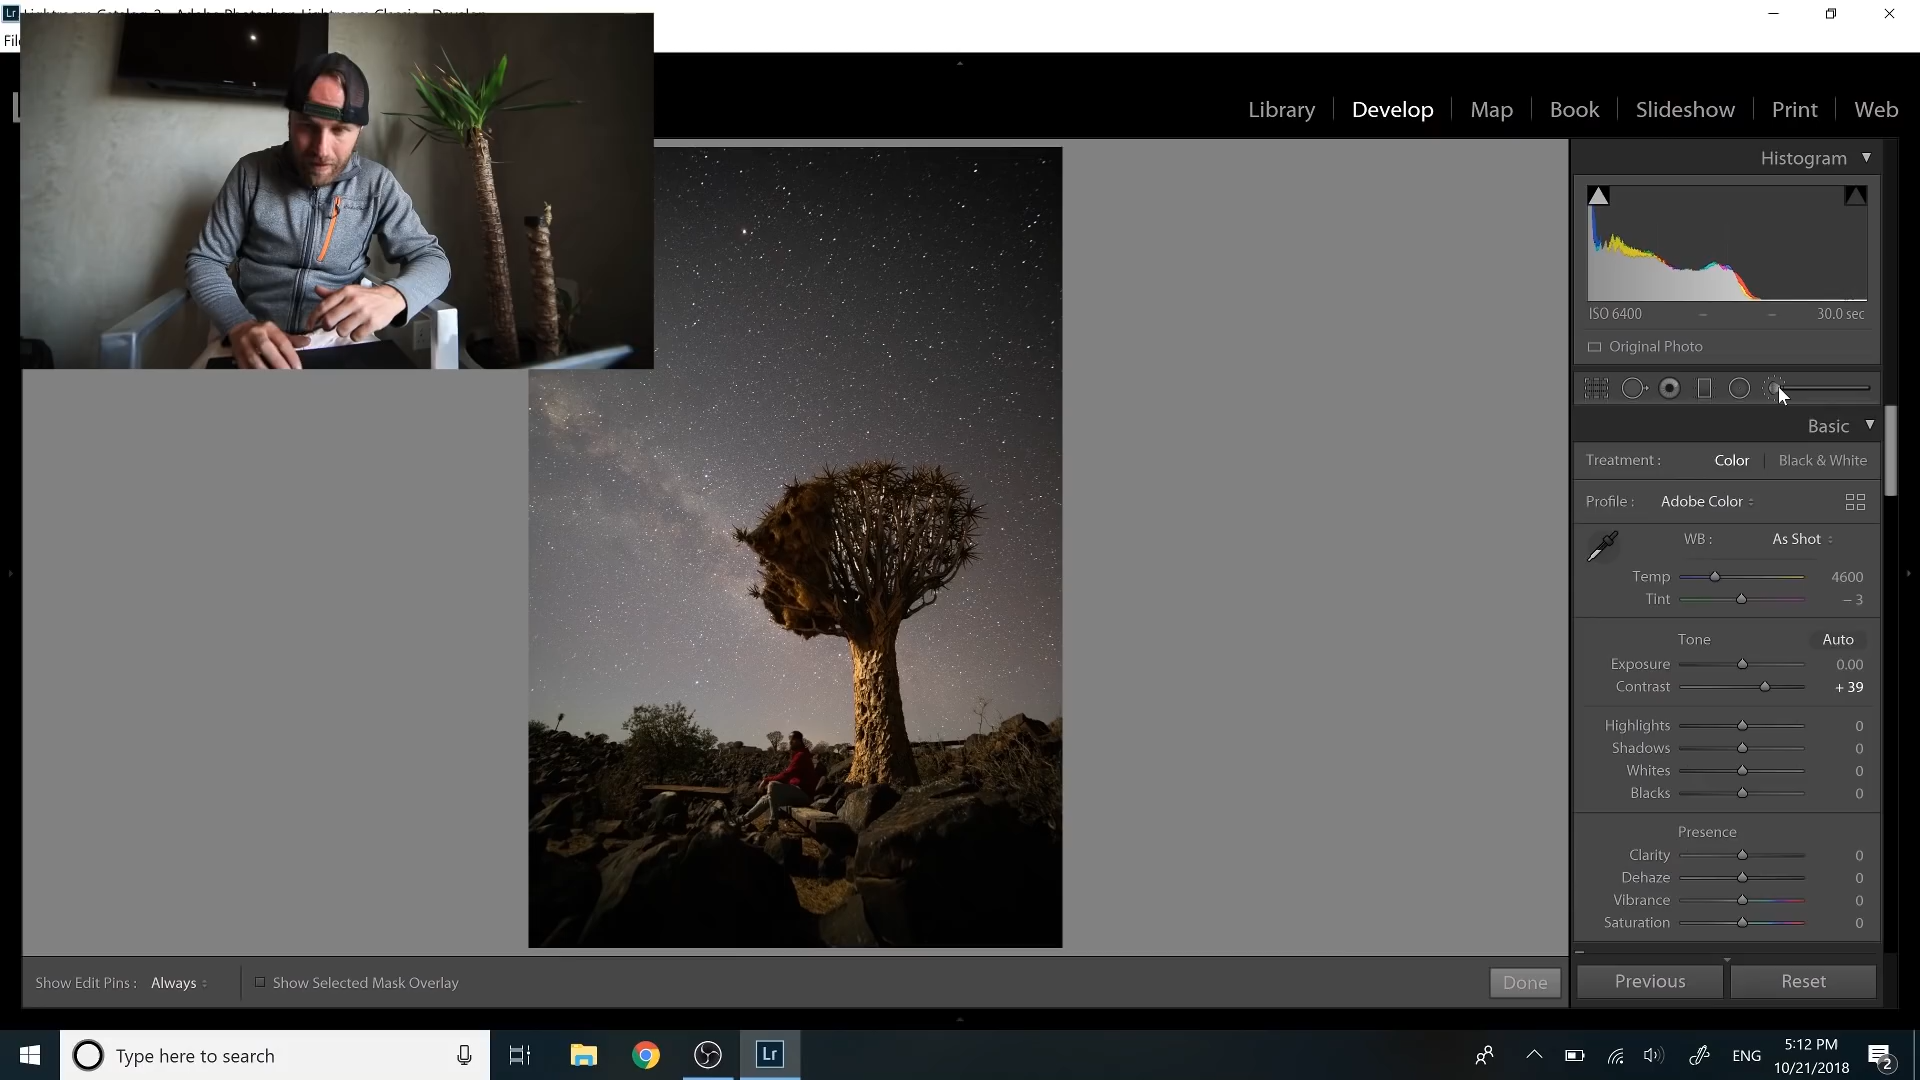 Lr
File
Library Develop Map Book Slideshow Print Web
Histogram
ISO 6400 – – 30.0 sec
Original Photo
Basic
Treatment : Color Black & White
Profile : Adobe Color
WB : As Shot
Temp 4600
Tint – 3
Tone Auto
Exposure 0.00
Contrast + 39
Highlights 0
Shadows 0
Whites 0
Blacks 0
Presence
Clarity 0
Dehaze 0
Vibrance 0
Saturation 0
Show Edit Pins : Always Show Selected Mask Overlay Done Previous Reset
Type here to search Lr ENG
5:12 PM
10/21/2018
2